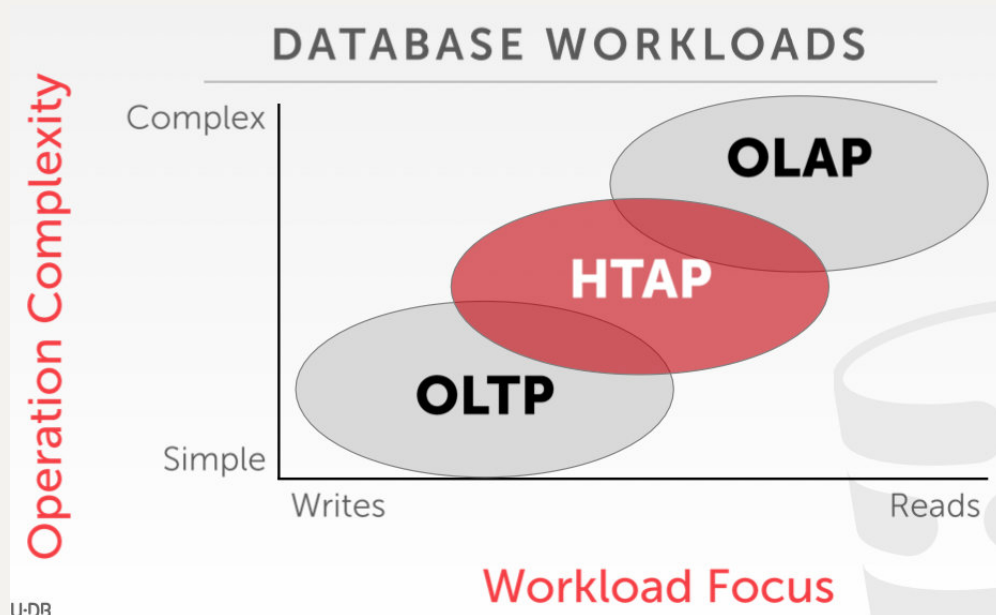 DATABASE WORKLOADS
Operation Complexity
Complex
OLAP
HTAP
OLTP
Simple
Writes
Reads
Workload Focus